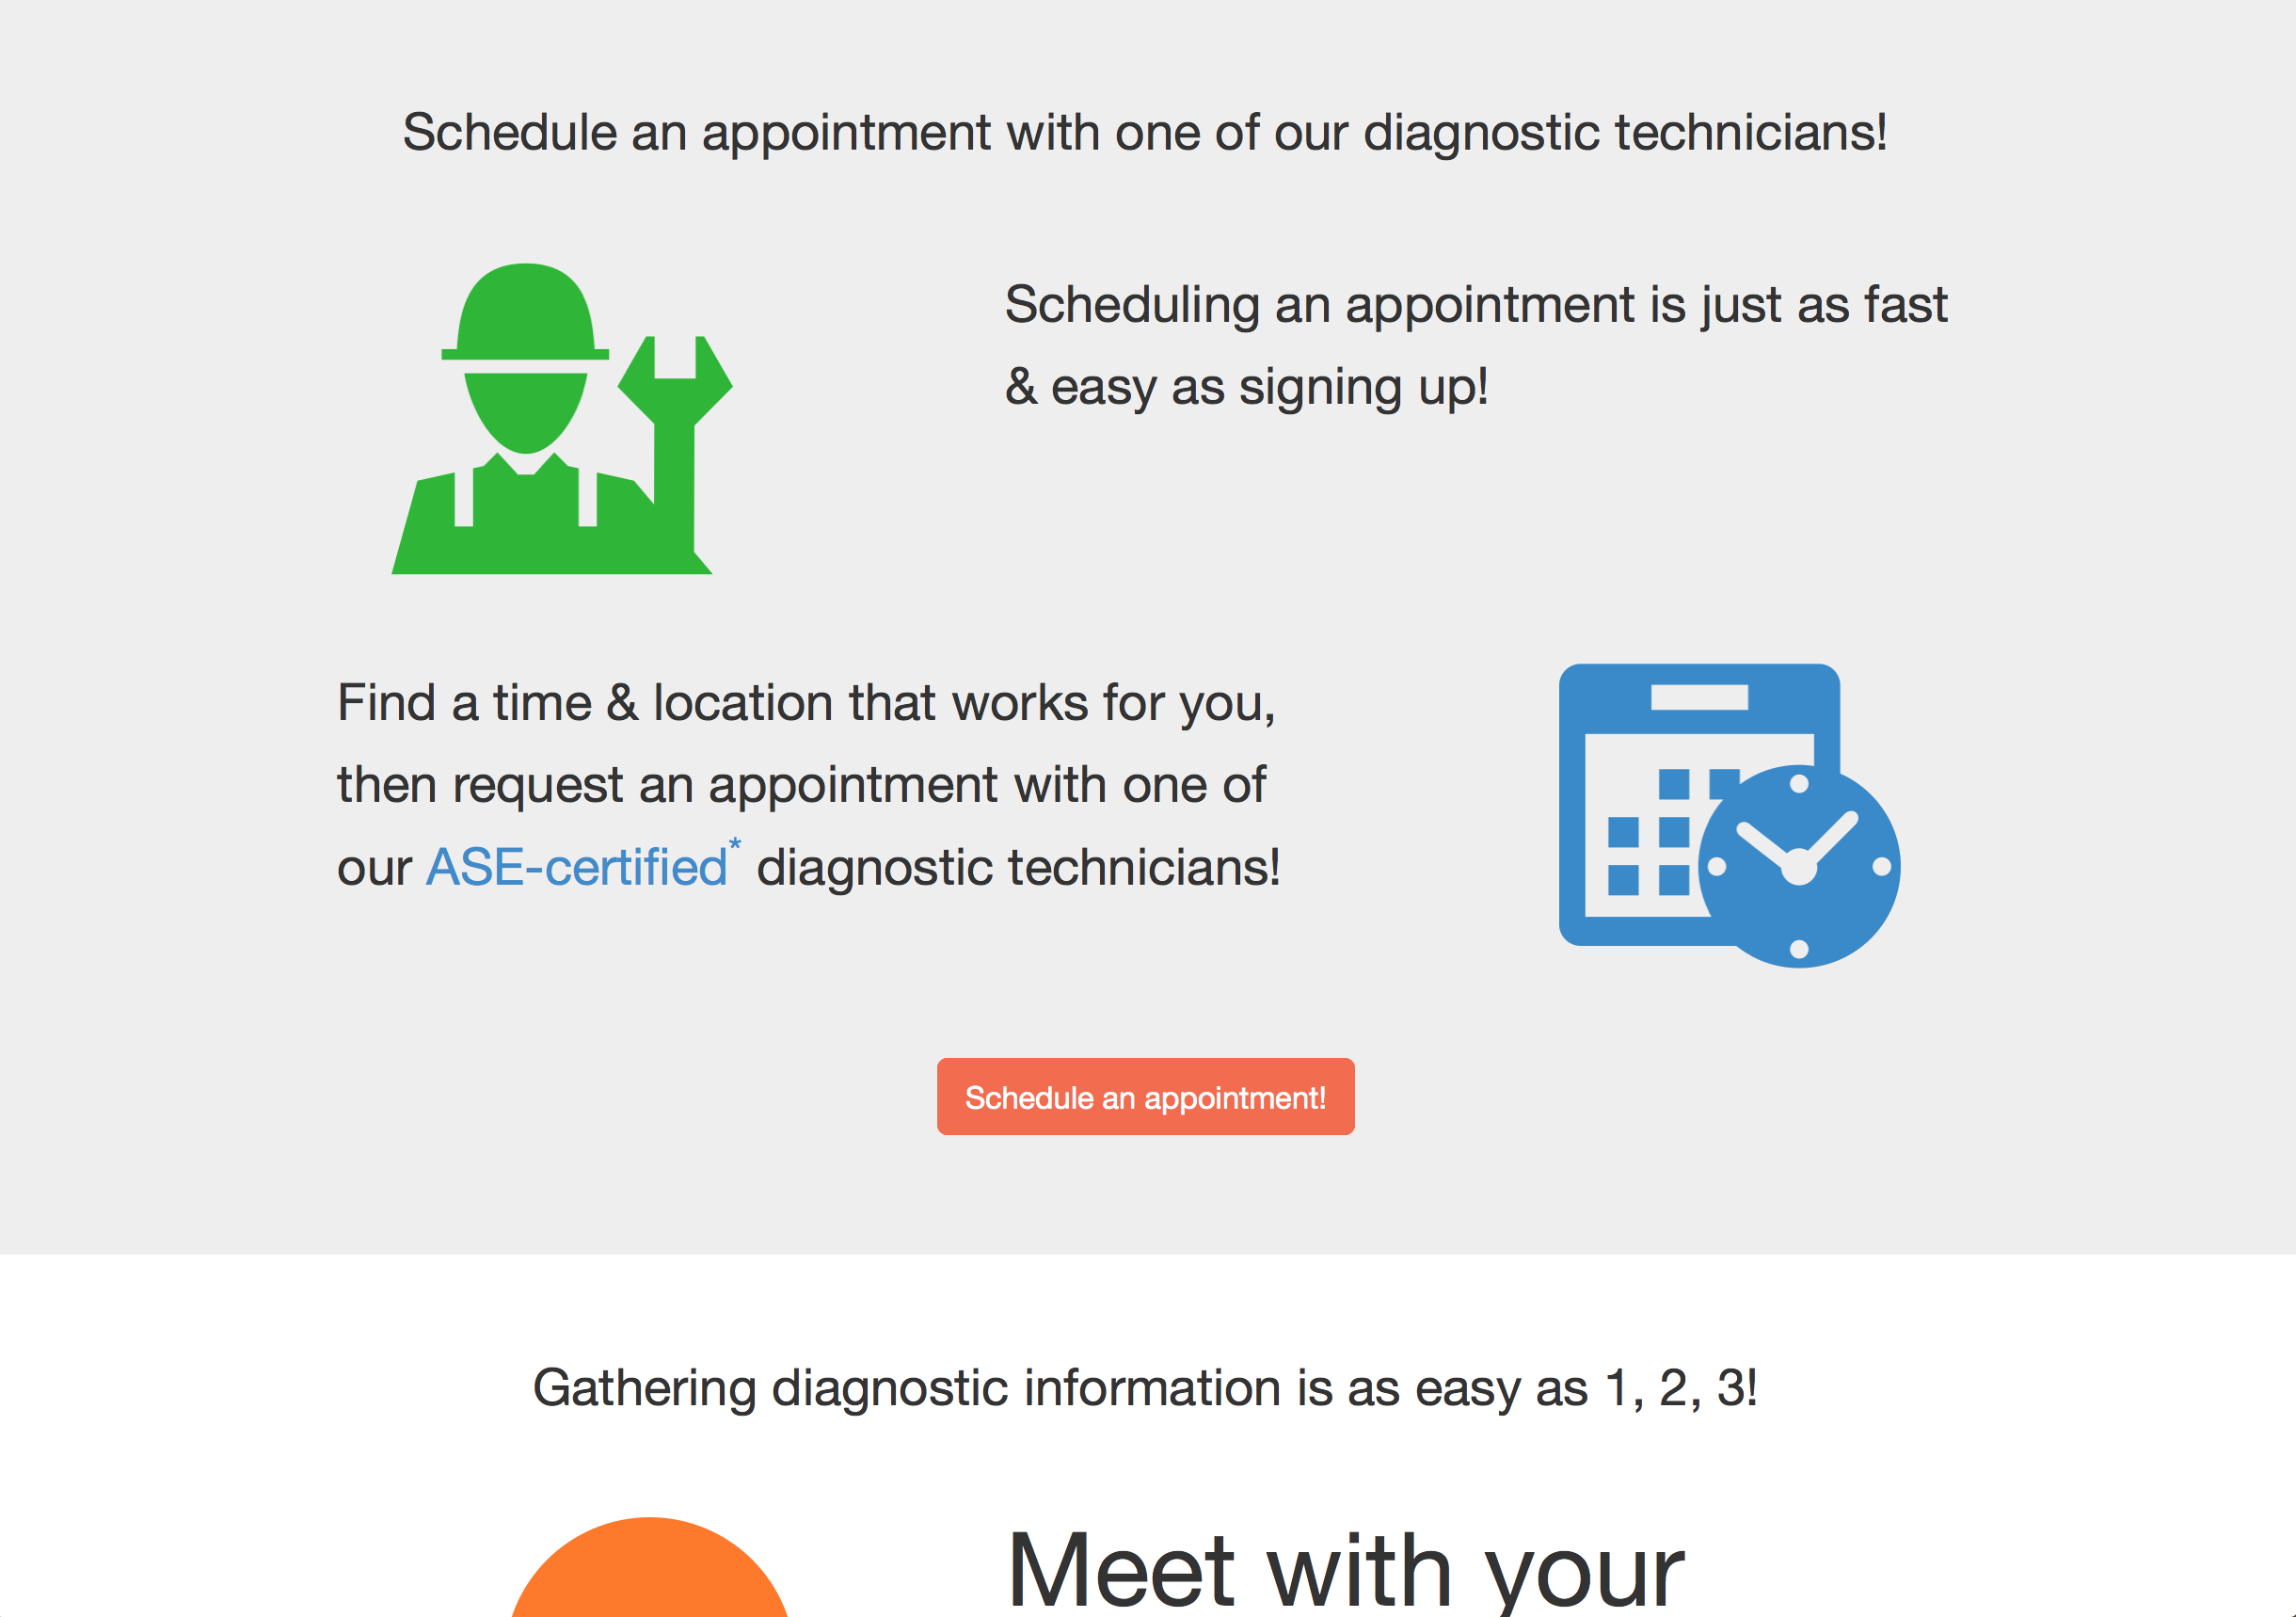 Schedule an appointment with one of our diagnostic technicians!
Scheduling an appointment is just as fast
& easy as signing up!
Find a time & location that works for you,
then request an appointment with one of
our ASE-certified* diagnostic technicians!
Schedule an appointment!
Gathering diagnostic information is as easy as 1, 2, 3!
Meet with your